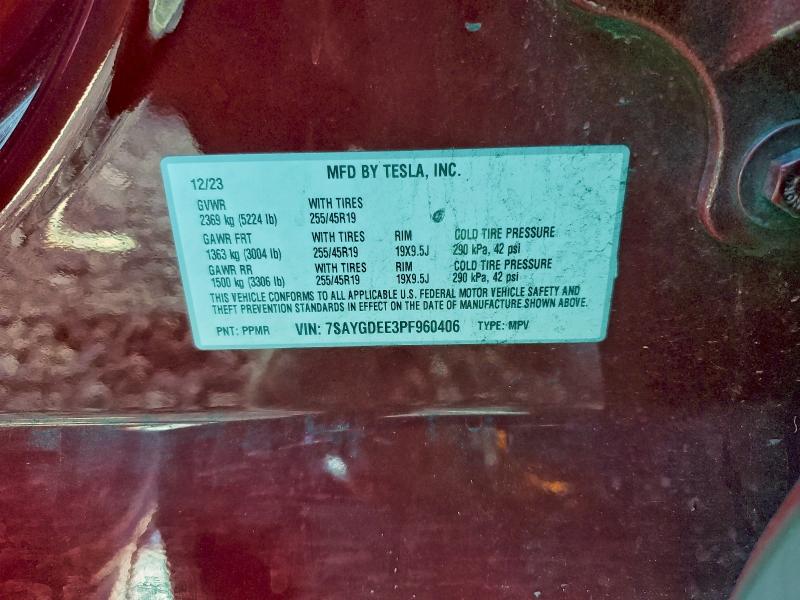 MFD BY TESLA, INC.
12/23
GVWR WITH TIRES
2369 kg (5224 lb) 255/45R19
GAWR FRT WITH TIRES RIM COLD TIRE PRESSURE
1363 kg (3004 lb) 255/45R19 19X9.5J 290 kPa, 42 psi
GAWR RR WITH TIRES RIM COLD TIRE PRESSURE
1500 kg (3306 lb) 255/45R19 19X9.5J 290 kPa, 42 psi
THIS VEHICLE CONFORMS TO ALL APPLICABLE U.S. FEDERAL MOTOR VEHICLE SAFETY AND
THEFT PREVENTION STANDARDS IN EFFECT ON THE DATE OF MANUFACTURE SHOWN ABOVE.
PNT: PPMR VIN: 7SAYGDEE3PF960406 TYPE: MPV